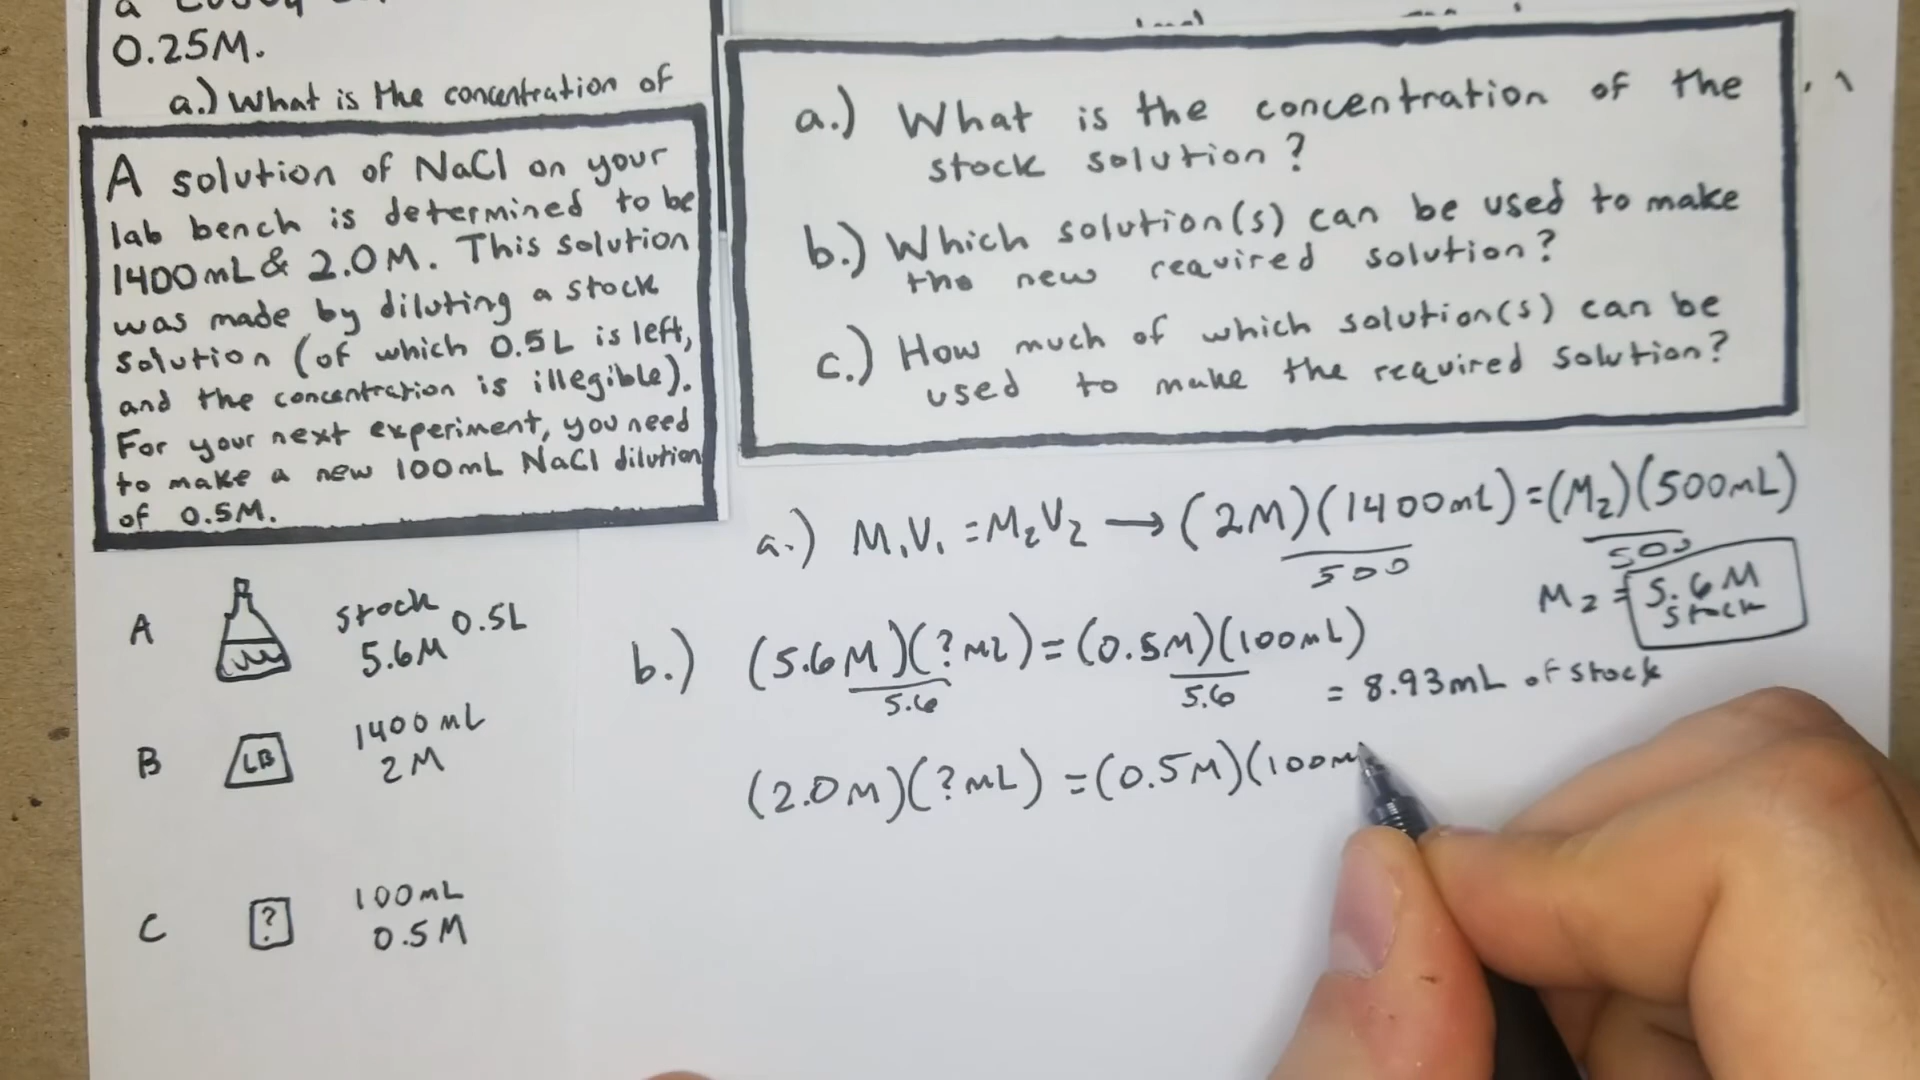 0.25M.
a.) What is the concentration of
A solution of NaCl on your
lab bench is determined to be
1400mL & 2.0M. This solution
was made by diluting a stock
solution (of which 0.5L is left,
and the concentration is illegible).
For your next experiment, you need
to make a new 100mL NaCl dilution
of 0.5M.
a.) What is the concentration of the
stock solution?
b.) Which solution(s) can be used to make
the new required solution?
c.) How much of which solution(s) can be
used to make the required solution?
a.) M₁V₁ = M₂V₂ → (2M)(1400mL) = (M₂)(500mL)
500 500
M₂ = 5.6M
stock
A stock 0.5L
5.6M
b.) (5.6M)(?mL) = (0.5M)(100mL)
5.6 5.6 = 8.93mL of stock
B LB 1400mL
2M
(2.0M)(?mL) = (0.5M)(100m
C ? 100mL
0.5M